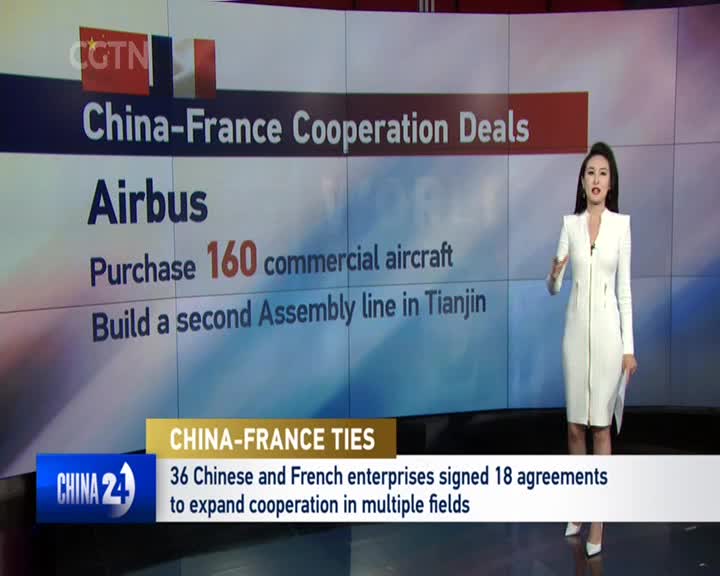 CGTN
China-France Cooperation Deals
Airbus
Purchase 160 commercial aircraft
Build a second Assembly line in Tianjin
CHINA-FRANCE TIES
CHINA 24
36 Chinese and French enterprises signed 18 agreements
to expand cooperation in multiple fields